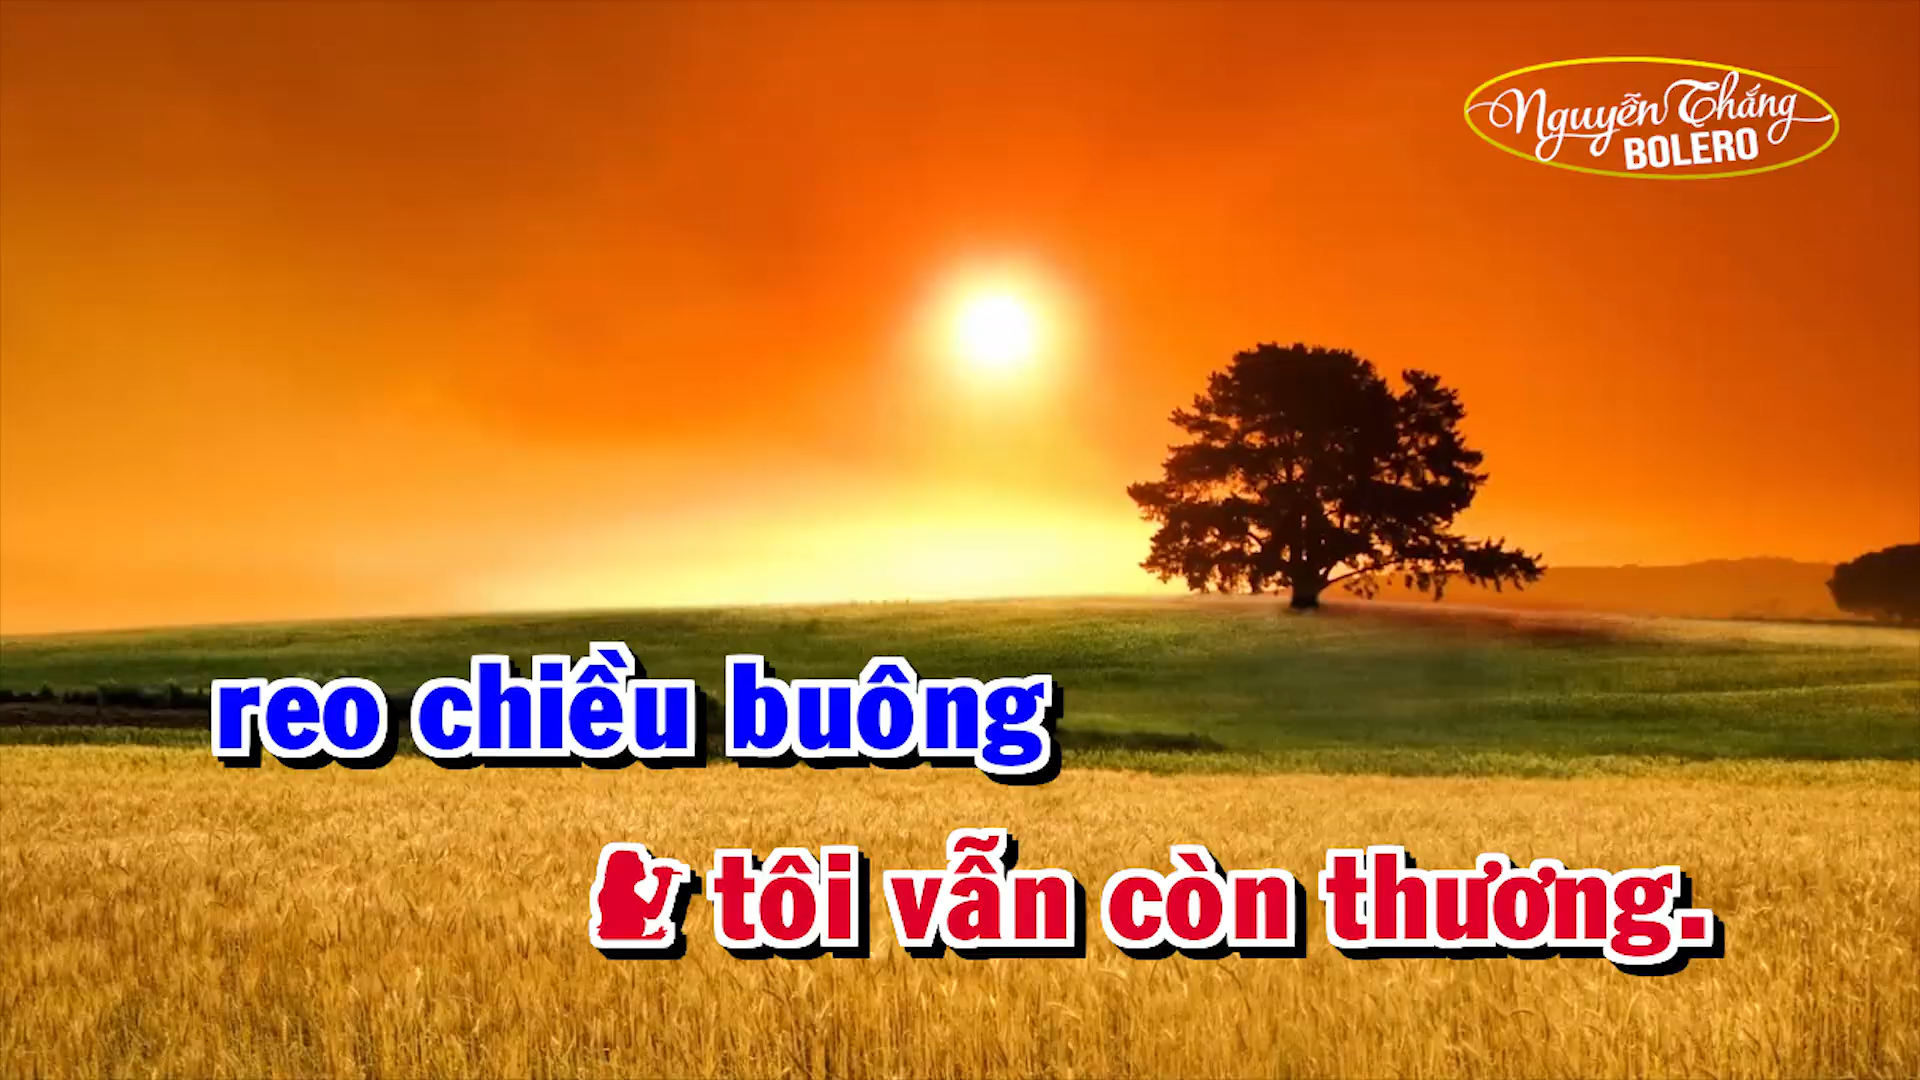 Nguyễn Thắng
BOLERO
reo chiều buông
tôi vẫn còn thương.